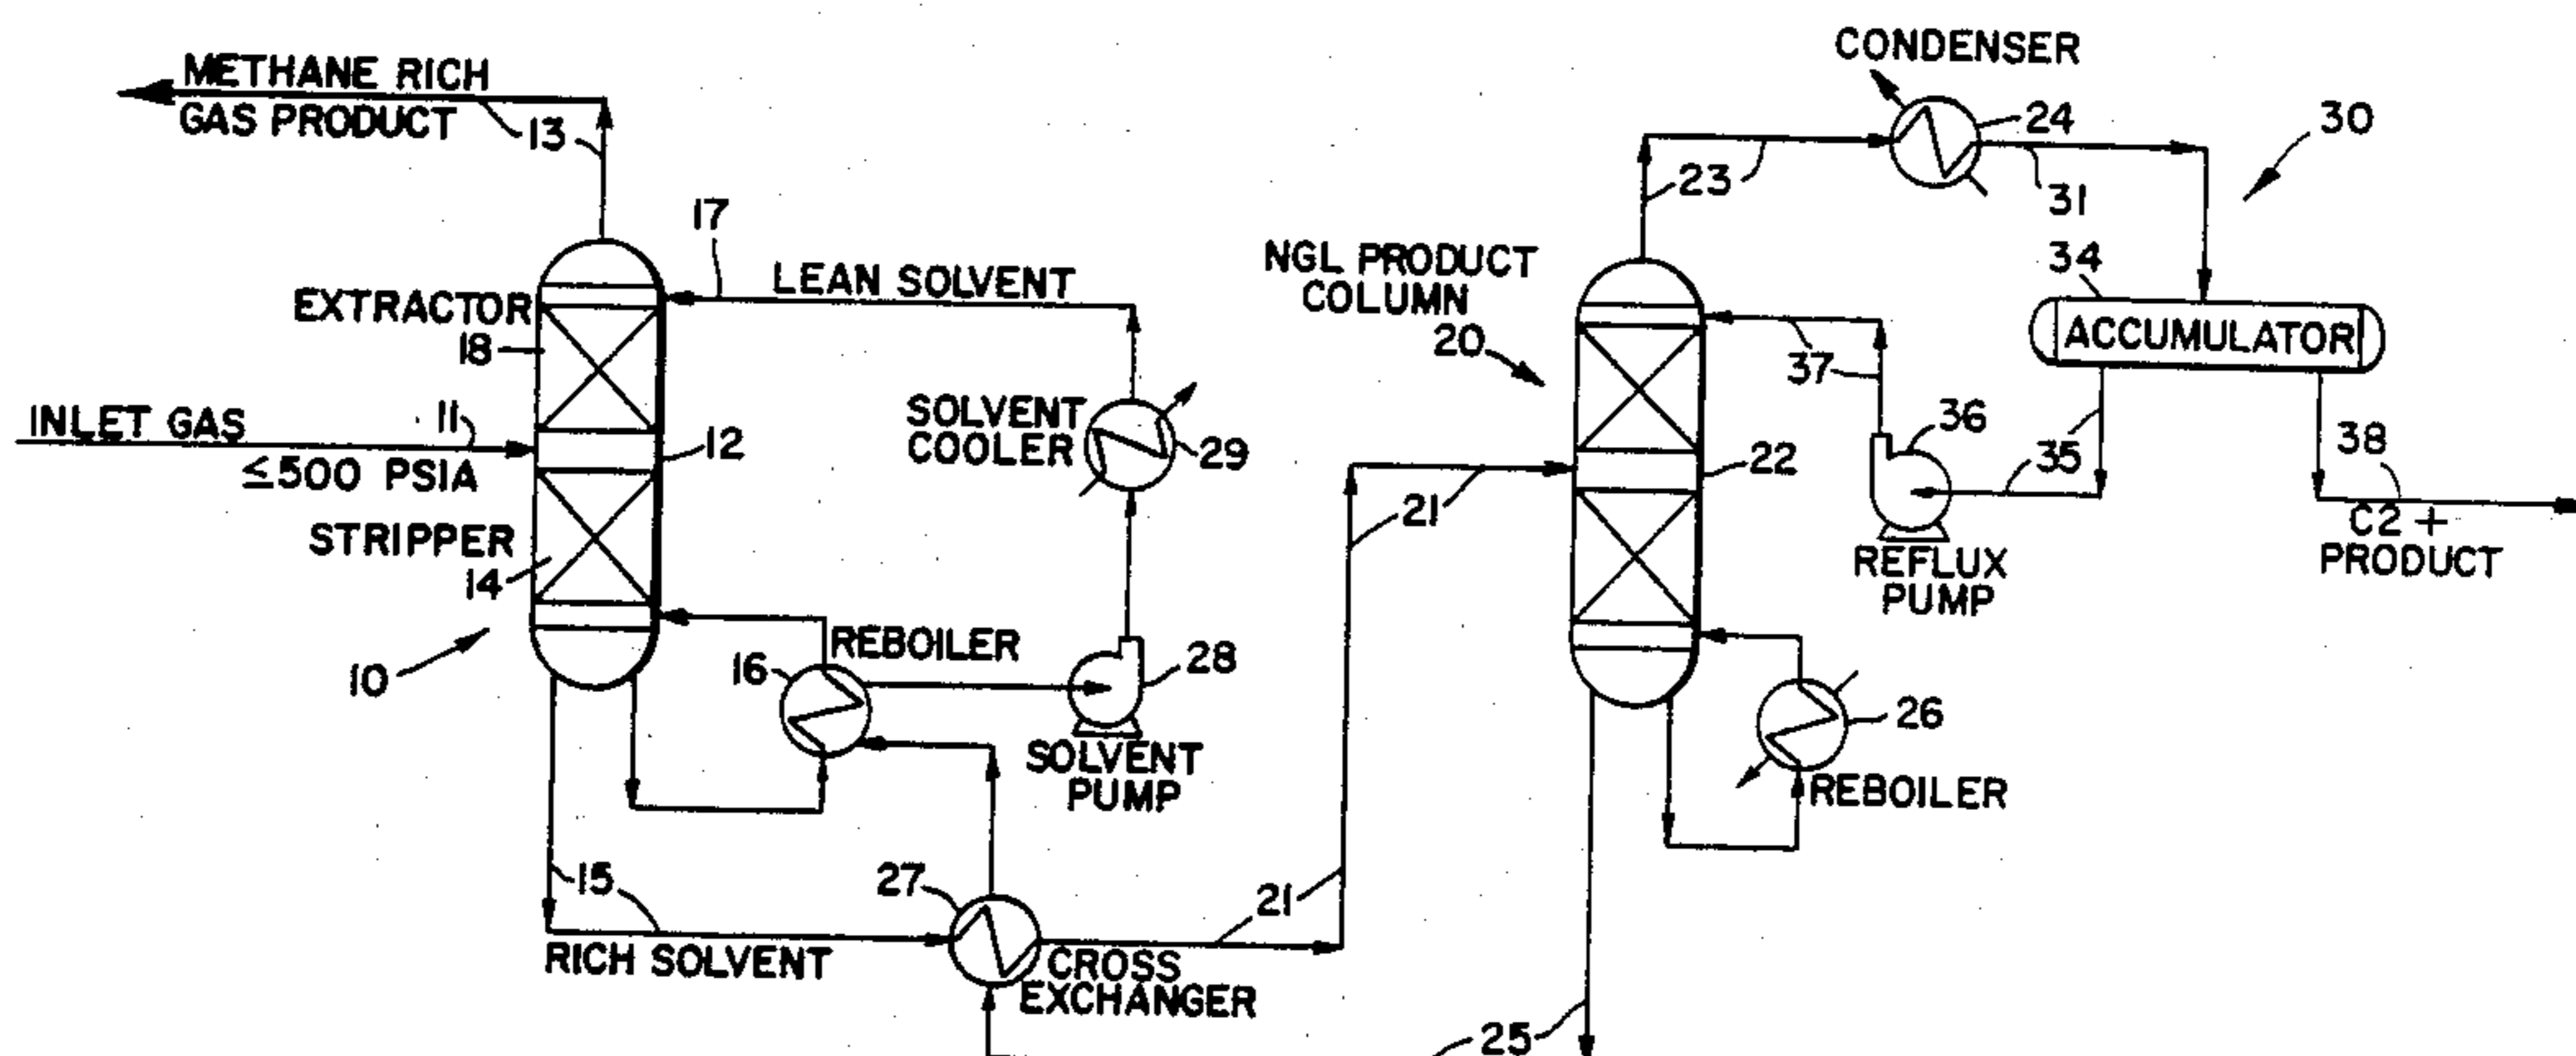 METHANE RICH
GAS PRODUCT
13
INLET GAS
11
≤500 PSIA
EXTRACTOR
18
12
STRIPPER
14
10
17
LEAN SOLVENT
SOLVENT
COOLER
29
REBOILER
16
28
SOLVENT
PUMP
15
RICH SOLVENT
27
CROSS
EXCHANGER
21
21
25
NGL PRODUCT
COLUMN
20
22
23
CONDENSER
24
31
30
34
ACCUMULATOR
37
36
35
REFLUX
PUMP
38
C2 +
PRODUCT
26
REBOILER